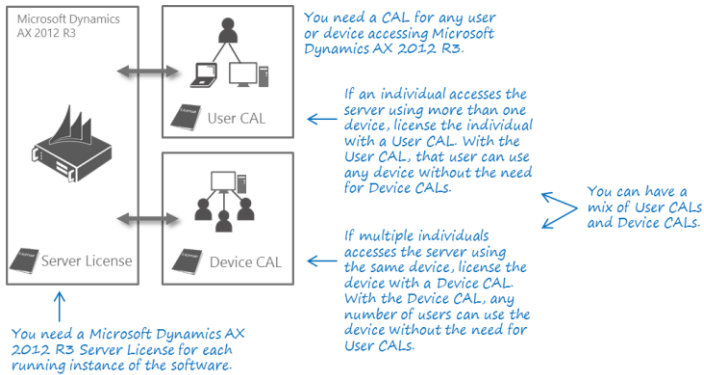 Microsoft Dynamics
AX 2012 R3
Server License
User CAL
Device CAL
You need a CAL for any user
or device accessing Microsoft
Dynamics AX 2012 R3.
If an individual accesses the
server using more than one
device, license the individual
with a User CAL. With the
User CAL, that user can use
any device without the need
for Device CALs.
If multiple individuals
accesses the server using
the same device, license the
device with a Device CAL.
With the Device CAL, any
number of users can use the
device without the need for
User CALs.
You can have a
mix of User CALs
and Device CALs.
You need a Microsoft Dynamics AX
2012 R3 Server License for each
running instance of the software.